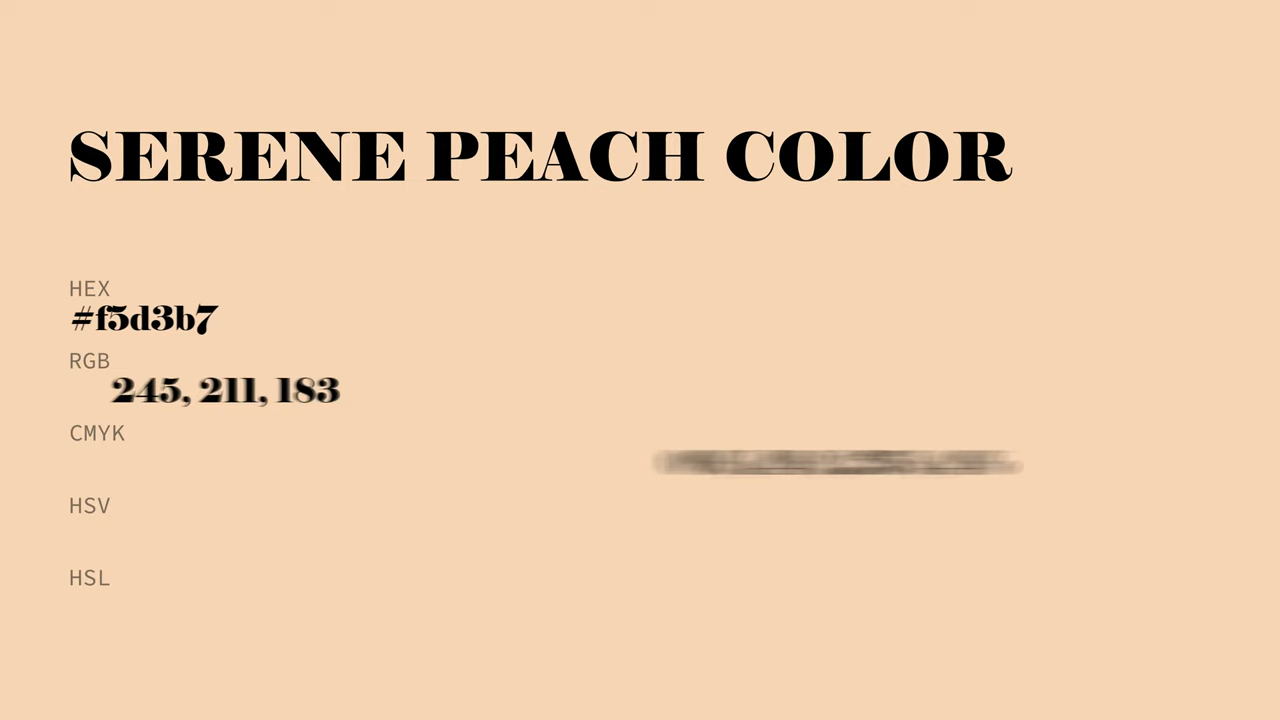 SERENE PEACH COLOR
HEX
#f5d3b7
RGB
245, 211, 183
CMYK
HSV
HSL